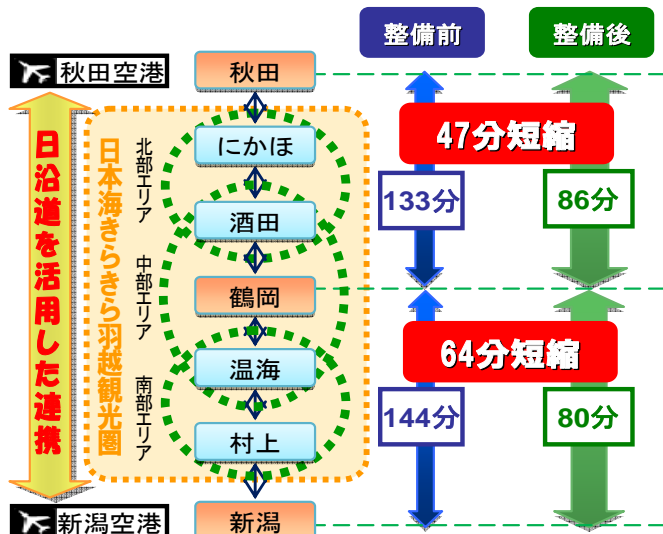 整備前
整備後
秋田空港
秋田
47分短縮
北部エリア
にかほ
133分
86分
酒田
日沿道を活用した連携
日本海きらきら羽越観光圏
中部エリア
鶴岡
64分短縮
温海
南部エリア
144分
80分
村上
新潟空港
新潟